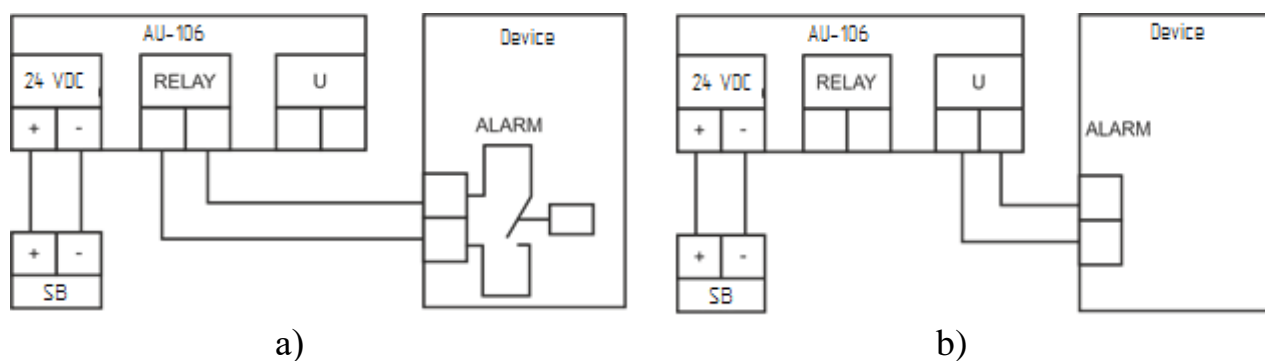 AU-106
Device
24 VDC
RELAY
U
+ -
ALARM
+ -
SB
a)
AU-106
Device
24 VDC
RELAY
U
+ -
ALARM
+ -
SB
b)